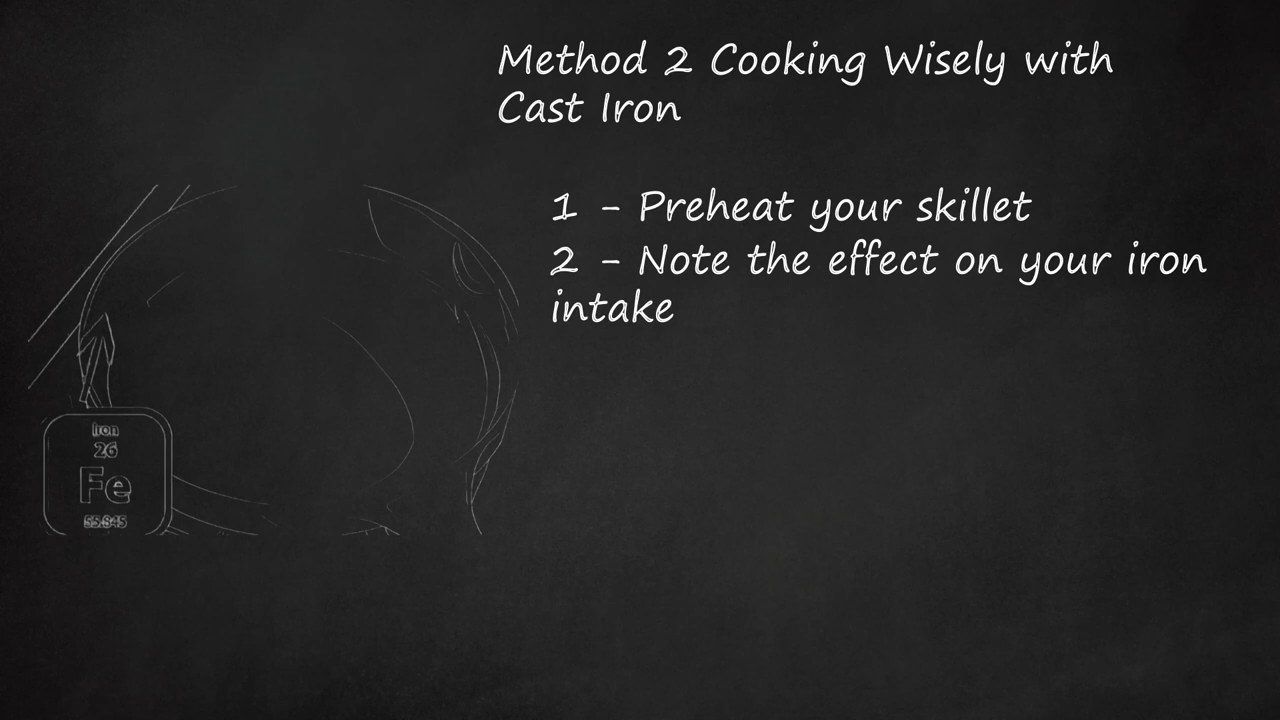 Method 2 Cooking Wisely with
Cast Iron
1 - Preheat your skillet
2 - Note the effect on your iron
intake
Iron
26
Fe
55.845